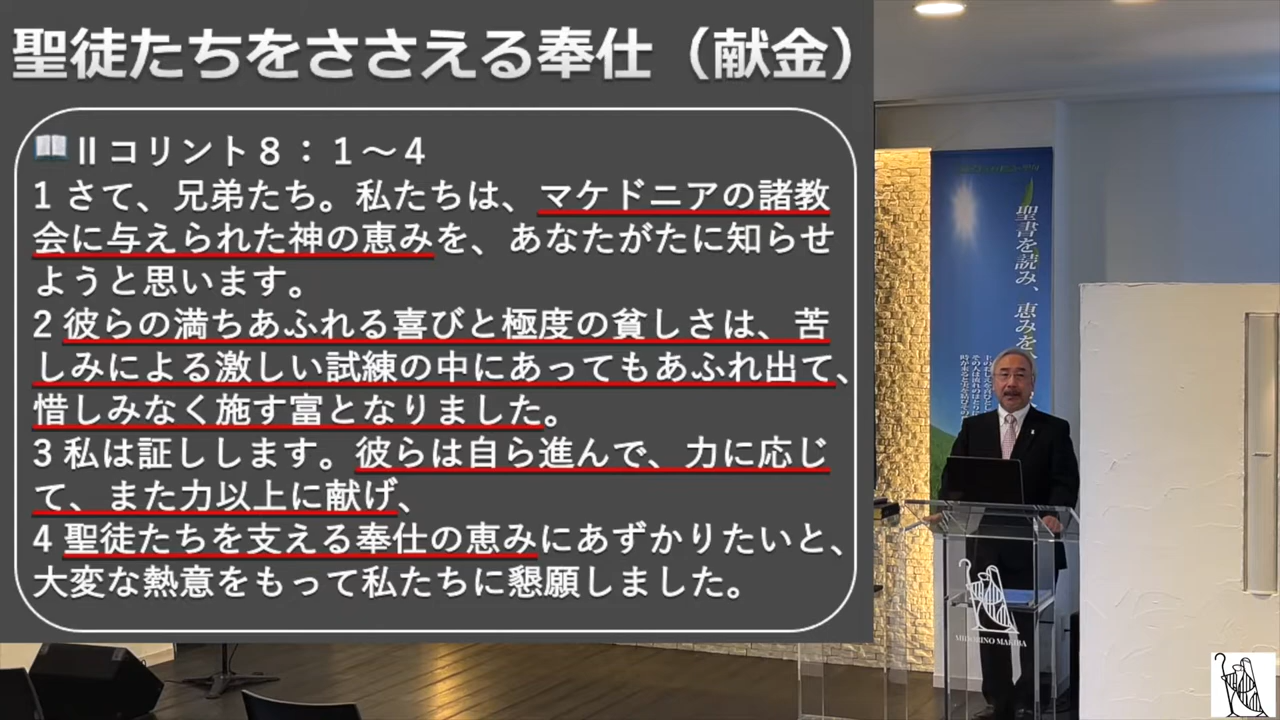 聖徒たちをささえる奉仕（献金）
Ⅱコリント８：１～４
1 さて、兄弟たち。私たちは、マケドニアの諸教
会に与えられた神の恵みを、あなたがたに知らせ
ようと思います。
2 彼らの満ちあふれる喜びと極度の貧しさは、苦
しみによる激しい試練の中にあってもあふれ出て、
惜しみなく施す富となりました。
3 私は証しします。彼らは自ら進んで、力に応じ
て、また力以上に献げ、
4 聖徒たちを支える奉仕の恵みにあずかりたいと、
大変な熱意をもって私たちに懇願しました。
聖書を読み、恵みを
MIDORINO MAKIBA